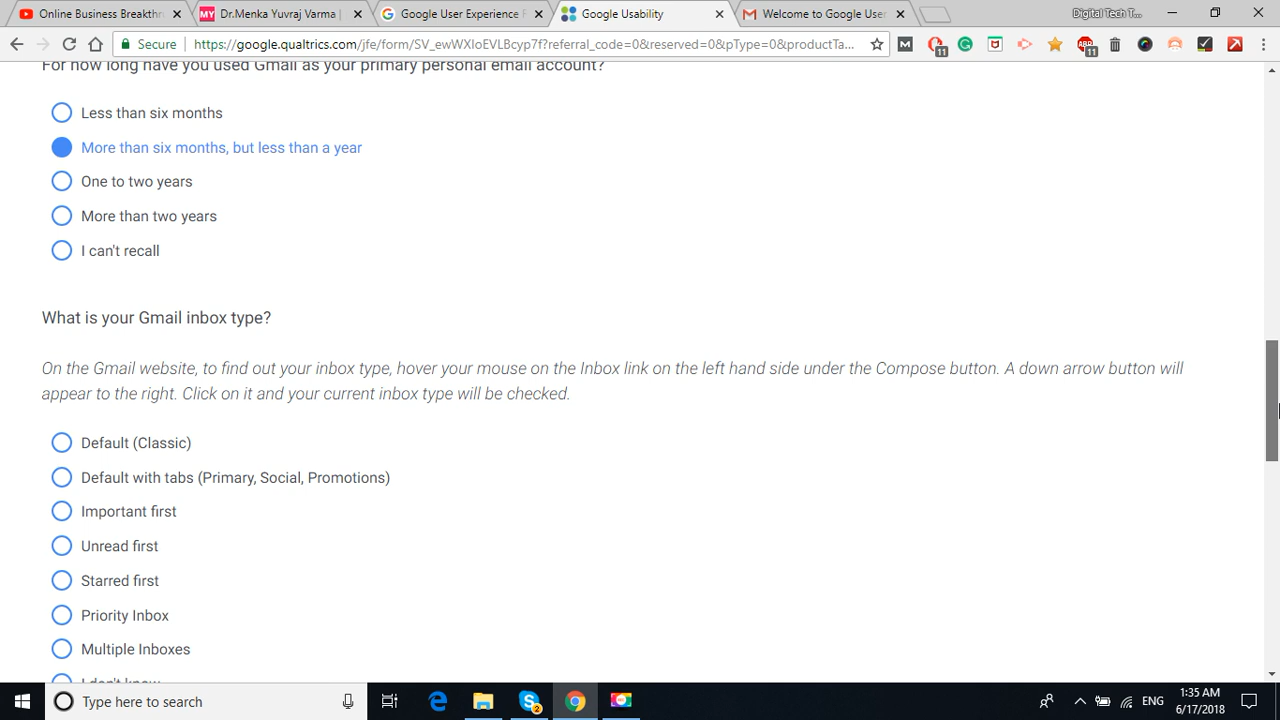 Online Business Breakthr
Dr.Menka Yuvraj Varma |
Google User Experience
Google Usability
Welcome to Google Use
Digital Tech T...
Secure | https://google.qualtrics.com/jfe/form/SV_ewWXIoEVLBcyp7f?referral_code=0&reserved=0&pType=0&productTa...
11
11
For how long have you used Gmail as your primary personal email account?
Less than six months
More than six months, but less than a year
One to two years
More than two years
I can't recall
What is your Gmail inbox type?
On the Gmail website, to find out your inbox type, hover your mouse on the Inbox link on the left hand side under the Compose button. A down arrow button will
appear to the right. Click on it and your current inbox type will be checked.
Default (Classic)
Default with tabs (Primary, Social, Promotions)
Important first
Unread first
Starred first
Priority Inbox
Multiple Inboxes
I don't know
Type here to search
2
ENG
1:35 AM
6/17/2018